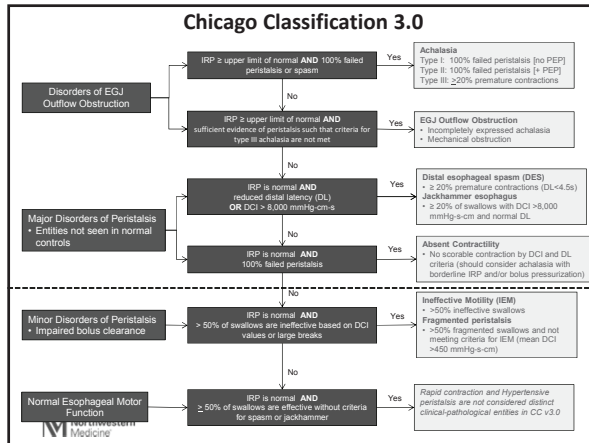 Chicago Classification 3.0
IRP ≥ upper limit of normal AND 100% failed
peristalsis or spasm
Yes
Achalasia
Type I: 100% failed peristalsis [no PEP]
Type II: 100% failed peristalsis [+ PEP]
Type III: >20% premature contractions
Disorders of EGJ
Outflow Obstruction
No
IRP ≥ upper limit of normal AND
sufficient evidence of peristalsis such that criteria for
type III achalasia are not met
Yes
EGJ Outflow Obstruction
• Incompletely expressed achalasia
• Mechanical obstruction
No
IRP is normal AND
reduced distal latency (DL)
OR DCI > 8,000 mmHg-cm-s
Yes
Distal esophageal spasm (DES)
• ≥ 20% premature contractions (DL<4.5s)
Jackhammer esophagus
• ≥ 20% of swallows with DCI >8,000
mmHg-s-cm and normal DL
Major Disorders of Peristalsis
• Entities not seen in normal
controls
No
IRP is normal AND
100% failed peristalsis
Yes
Absent Contractility
• No scorable contraction by DCI and DL
criteria (should consider achalasia with
borderline IRP and/or bolus pressurization)
No
Minor Disorders of Peristalsis
• Impaired bolus clearance
IRP is normal AND
> 50% of swallows are ineffective based on DCI
values or large breaks
Yes
Ineffective Motility (IEM)
• >50% ineffective swallows
Fragmented peristalsis
• >50% fragmented swallows and not
meeting criteria for IEM (mean DCI
>450 mmHg-s-cm)
No
Normal Esophageal Motor
Function
IRP is normal AND
> 50% of swallows are effective without criteria
for spasm or jackhammer
Yes
Rapid contraction and Hypertensive
peristalsis are not considered distinct
clinical-pathological entities in CC v3.0
Northwestern
Medicine